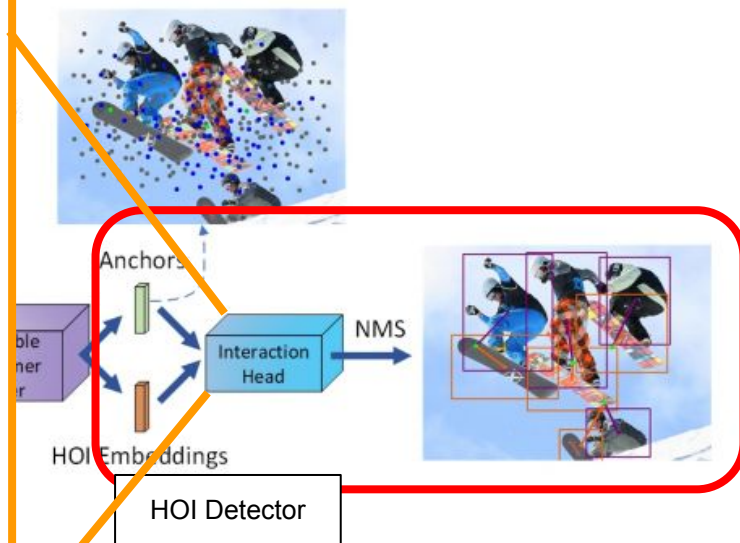 Anchors
Interaction
Head
NMS
HOI Embeddings
HOI Detector